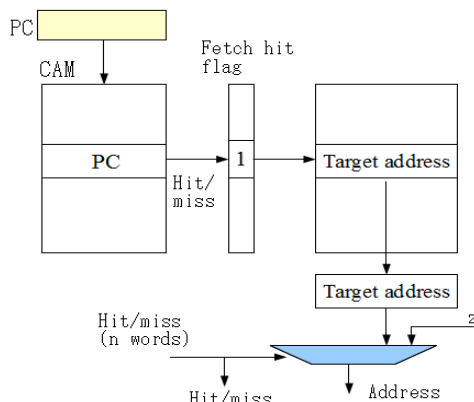 PC
CAM
Fetch hit
flag
PC
Hit/
miss
1
Target address
Target address
Hit/miss
(n words)
Hit/miss
Address